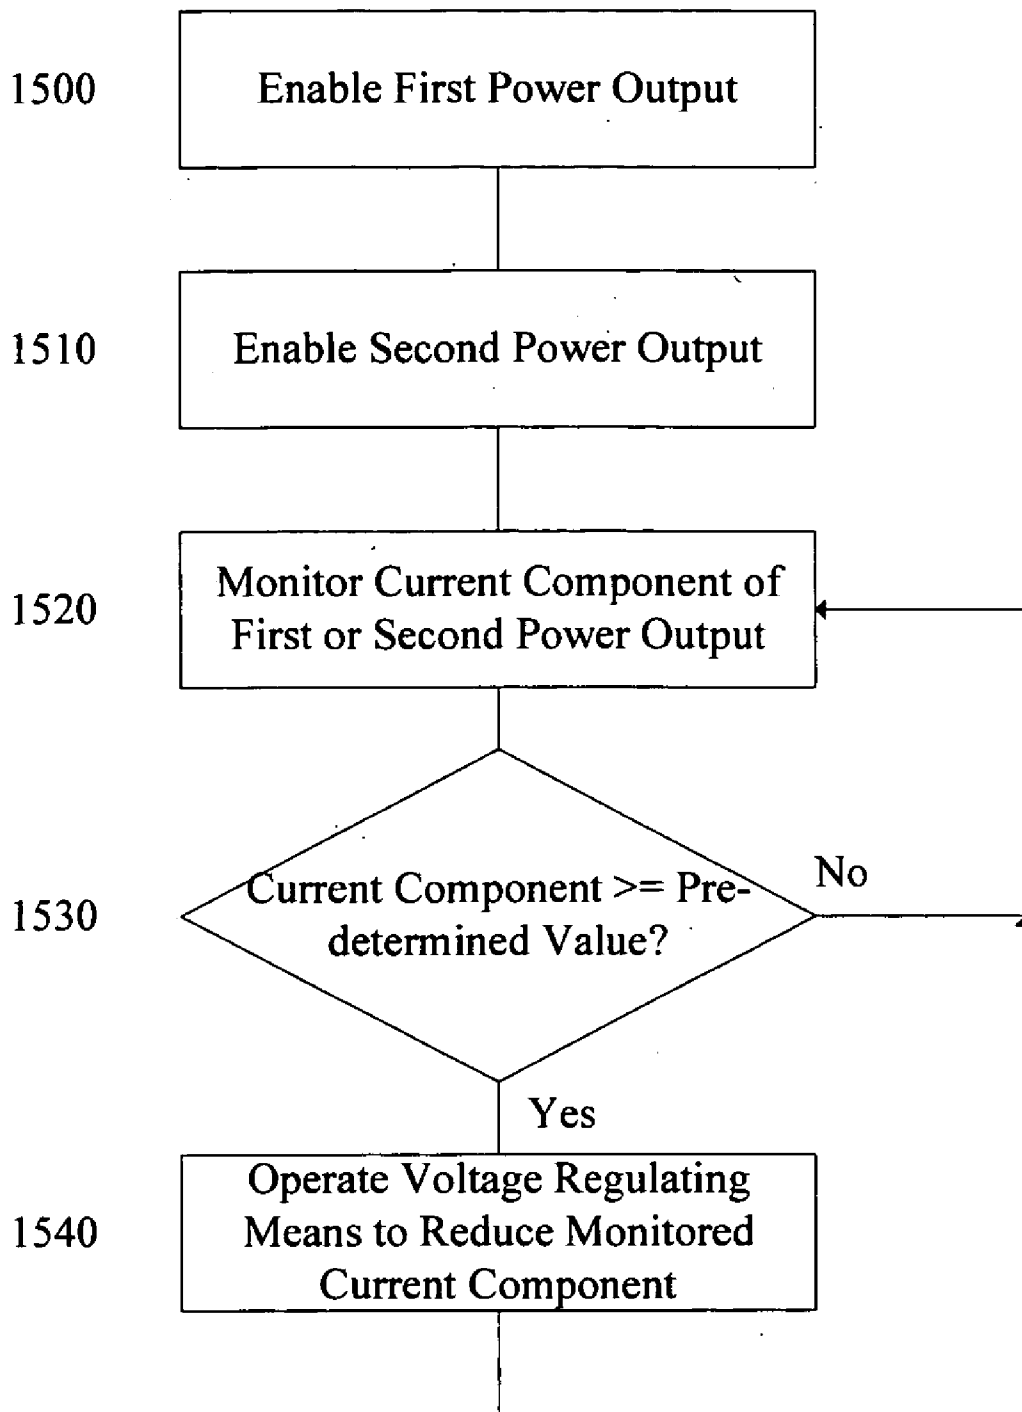 1500
Enable First Power Output
1510
Enable Second Power Output
1520
Monitor Current Component of
First or Second Power Output
1530
Current Component >= Pre-
determined Value?
No
Yes
1540
Operate Voltage Regulating
Means to Reduce Monitored
Current Component